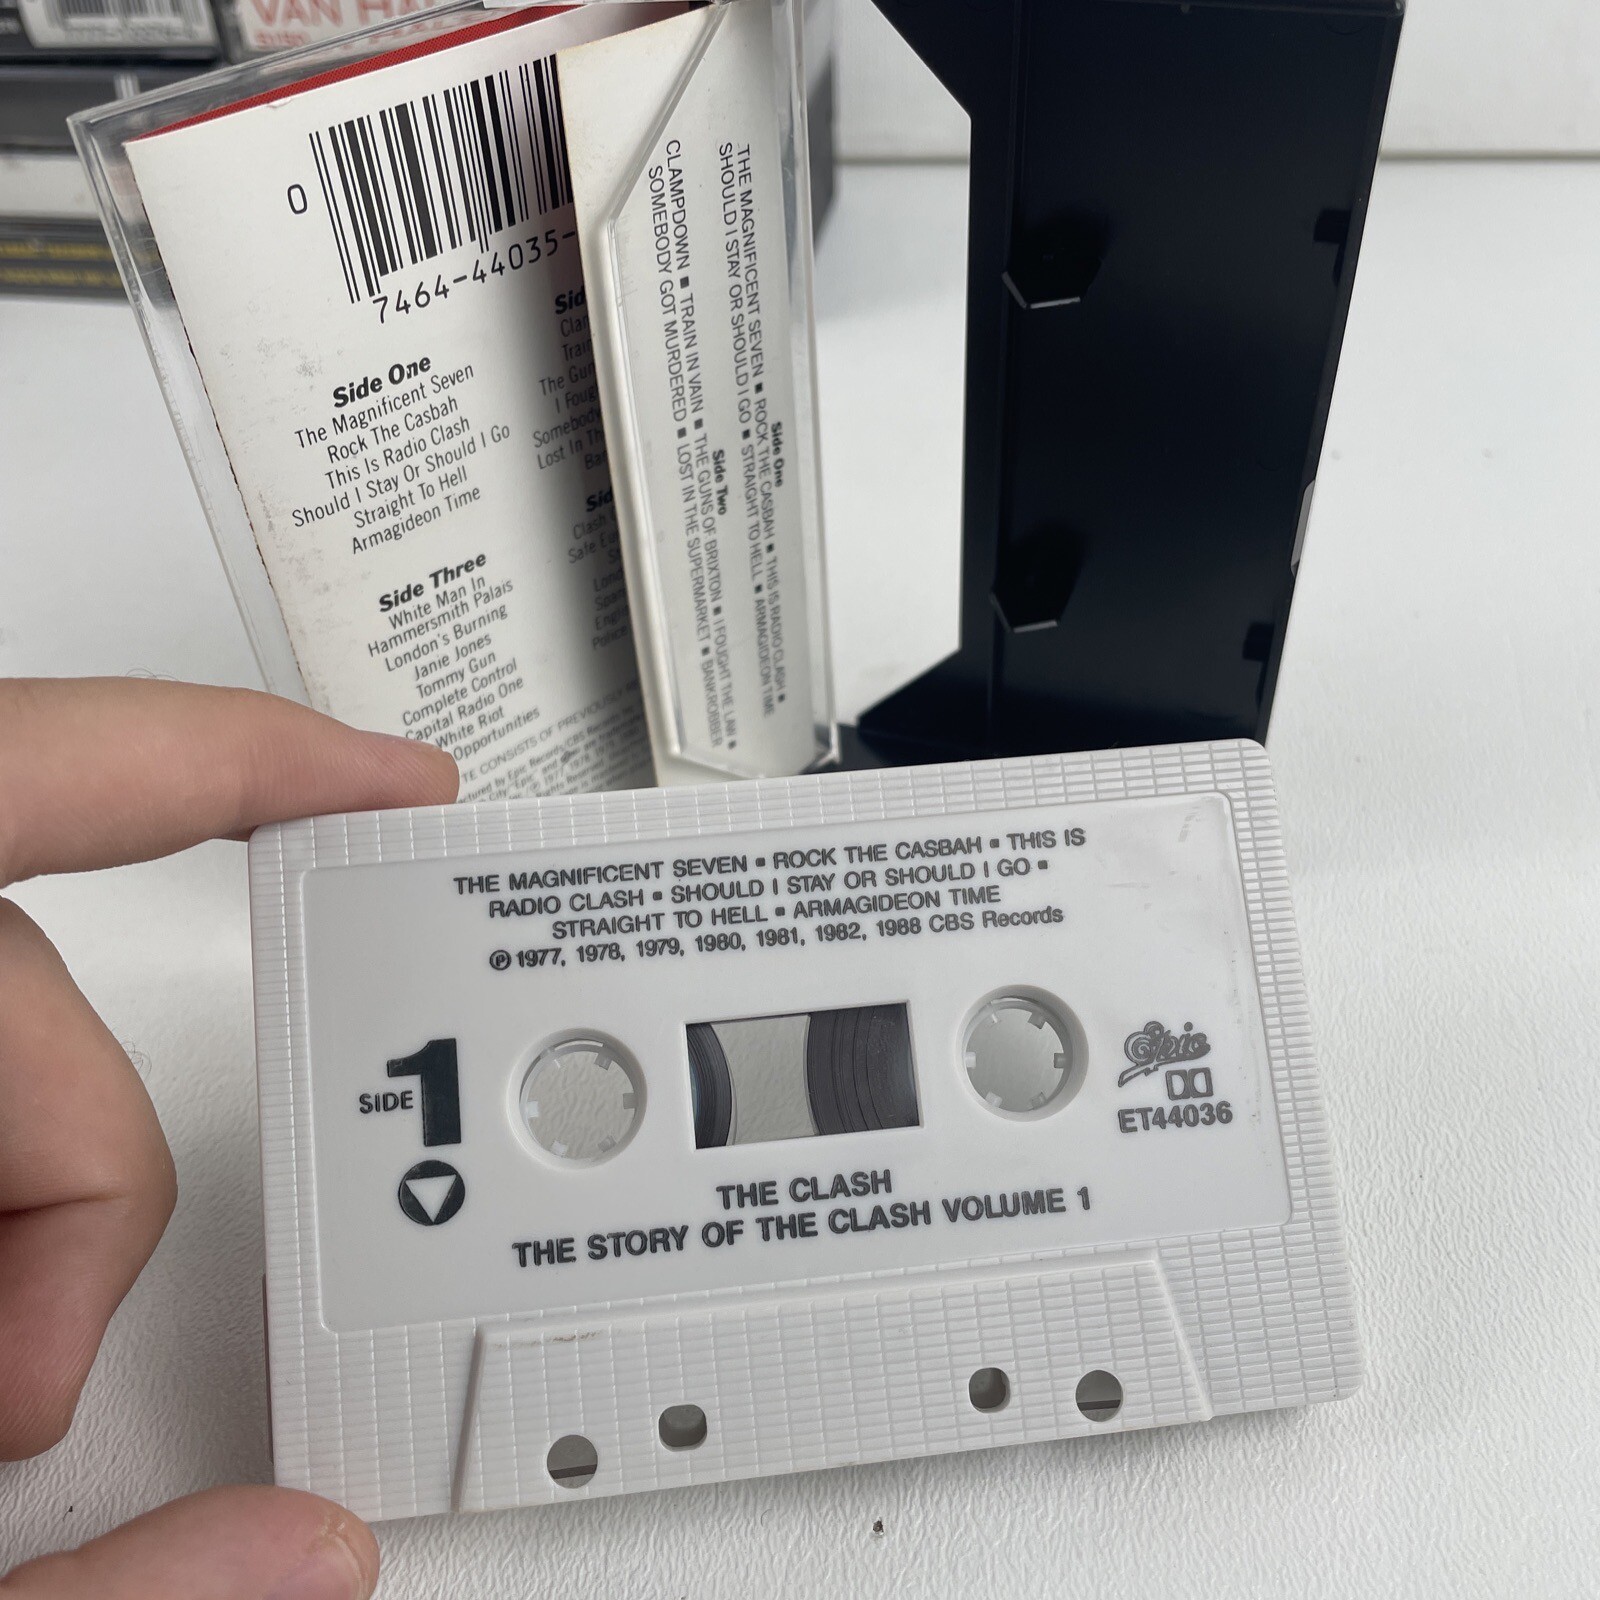 VAN HAL
0
7464-44035-
Side One
The Magnificent Seven
Rock The Casbah
This Is Radio Clash
Should I Stay Or Should I Go
Straight To Hell
Armagideon Time
Side Three
White Man In
Hammersmith Palais
London's Burning
Janie Jones
Tommy Gun
Complete Control
Capital Radio One
White Riot
Opportunities
TE CONSISTS OF PREVIOUSLY
Side One
THE MAGNIFICENT SEVEN ▪ ROCK THE CASBAH ▪ THIS IS RADIO CLASH ▪
SHOULD I STAY OR SHOULD I GO ▪ STRAIGHT TO HELL ▪ ARMAGIDEON TIME
Side Two
CLAMPDOWN ▪ TRAIN IN VAIN ▪ THE GUNS OF BRIXTON ▪ I FOUGHT THE LAW ▪
SOMEBODY GOT MURDERED ▪ LOST IN THE SUPERMARKET ▪ BANKROBBER
THE MAGNIFICENT SEVEN ▪ ROCK THE CASBAH ▪ THIS IS
RADIO CLASH ▪ SHOULD I STAY OR SHOULD I GO ▪
STRAIGHT TO HELL ▪ ARMAGIDEON TIME
℗ 1977, 1978, 1979, 1980, 1981, 1982, 1988 CBS Records
SIDE 1
Epic
ET44036
THE CLASH
THE STORY OF THE CLASH VOLUME 1